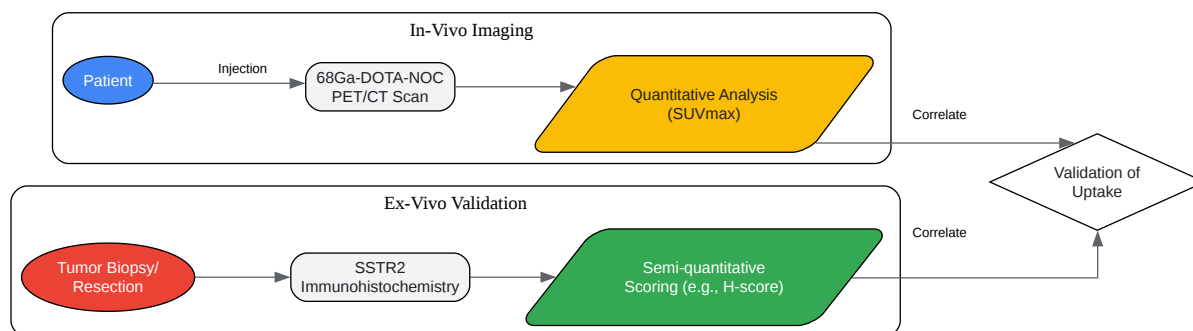 In-Vivo Imaging
Patient
Injection
68Ga-DOTA-NOC
PET/CT Scan
Quantitative Analysis
(SUVmax)
Correlate
Validation of
Uptake
Ex-Vivo Validation
Tumor Biopsy/
Resection
SSTR2
Immunohistochemistry
Semi-quantitative
Scoring (e.g., H-score)
Correlate